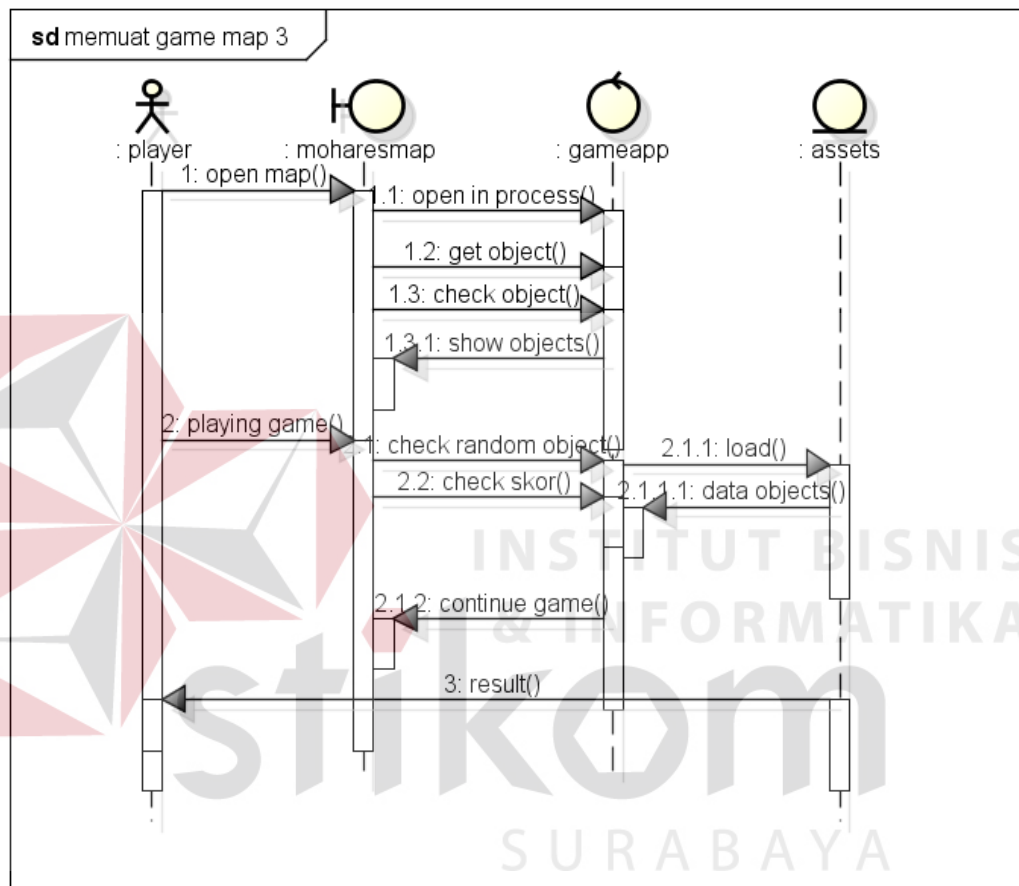 sd memuat game map 3
: player
: moharesmap
: gameapp
: assets
1: open map()
1.1: open in process()
1.2: get object()
1.3: check object()
1.3.1: show objects()
2: playing game()
.1: check random object()
2.1.1: load()
2.2: check skor()
2.1.1.1: data objects()
2.1.2: continue game()
3: result()
INSTITUT BISNIS
& INFORMATIKA
stikom
SURABAYA